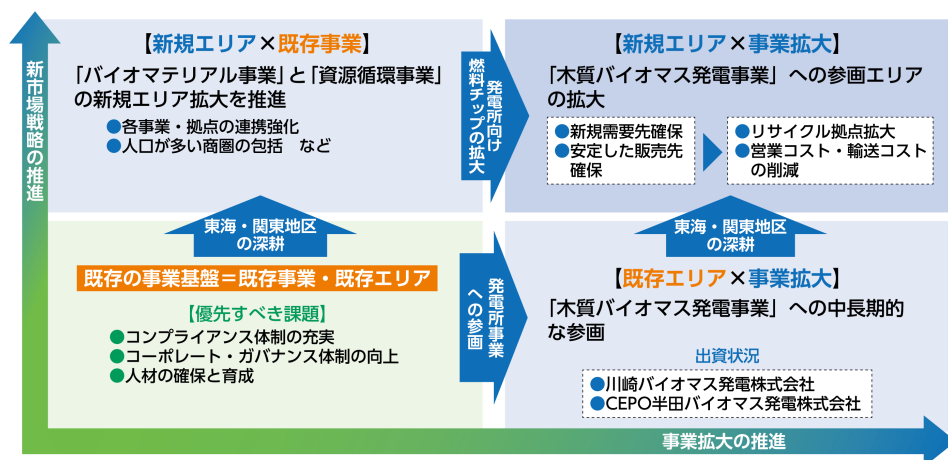 新市場戦略の推進
【新規エリア×既存事業】
「バイオマテリアル事業」と「資源循環事業」
の新規エリア拡大を推進
●各事業・拠点の連携強化
●人口が多い商圏の包括　など
発電所向け
燃料チップの拡大
【新規エリア×事業拡大】
「木質バイオマス発電事業」への参画エリア
の拡大
●新規需要先確保
●安定した販売先
確保
●リサイクル拠点拡大
●営業コスト・輸送コスト
の削減
東海・関東地区
の深耕
東海・関東地区
の深耕
既存の事業基盤＝既存事業・既存エリア
【優先すべき課題】
●コンプライアンス体制の充実
●コーポレート・ガバナンス体制の向上
●人材の確保と育成
発電所事業
への参画
【既存エリア×事業拡大】
「木質バイオマス発電事業」への中長期的
な参画
出資状況
●川崎バイオマス発電株式会社
●CEPO半田バイオマス発電株式会社
事業拡大の推進